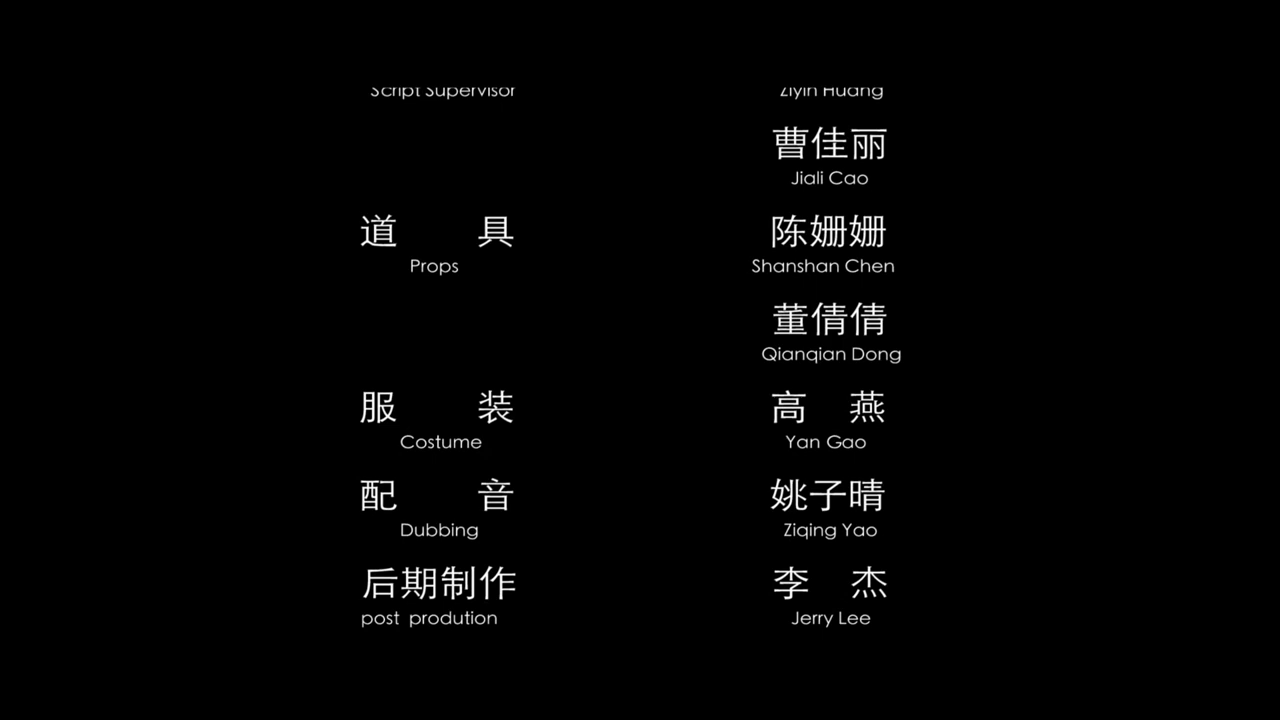 Script Supervisor Ziyin Huang
曹佳丽
Jiali Cao
道 具 陈姗姗
Props Shanshan Chen
董倩倩
Qianqian Dong
服 装 高 燕
Costume Yan Gao
配 音 姚子晴
Dubbing Ziqing Yao
后期制作 李 杰
post prodution Jerry Lee